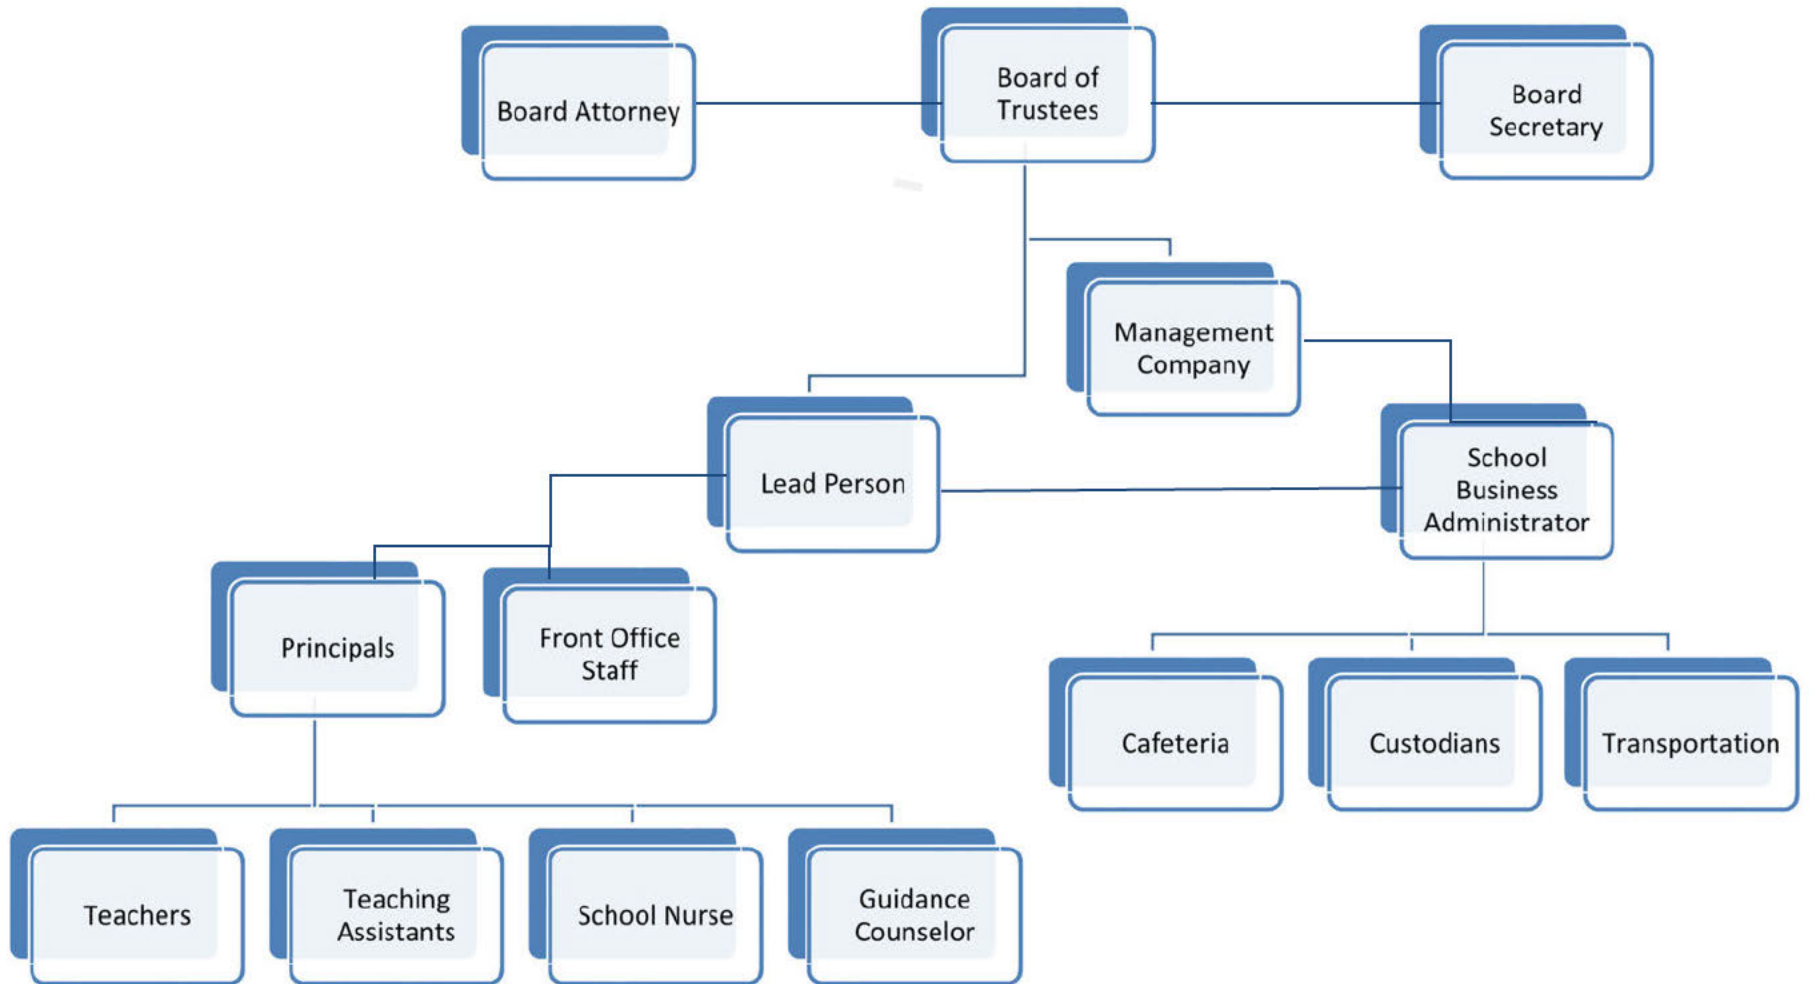 Board Attorney
Board of
Trustees
Board
Secretary
Management
Company
Lead Person
School
Business
Administrator
Principals
Front Office
Staff
Cafeteria
Custodians
Transportation
Teachers
Teaching
Assistants
School Nurse
Guidance
Counselor